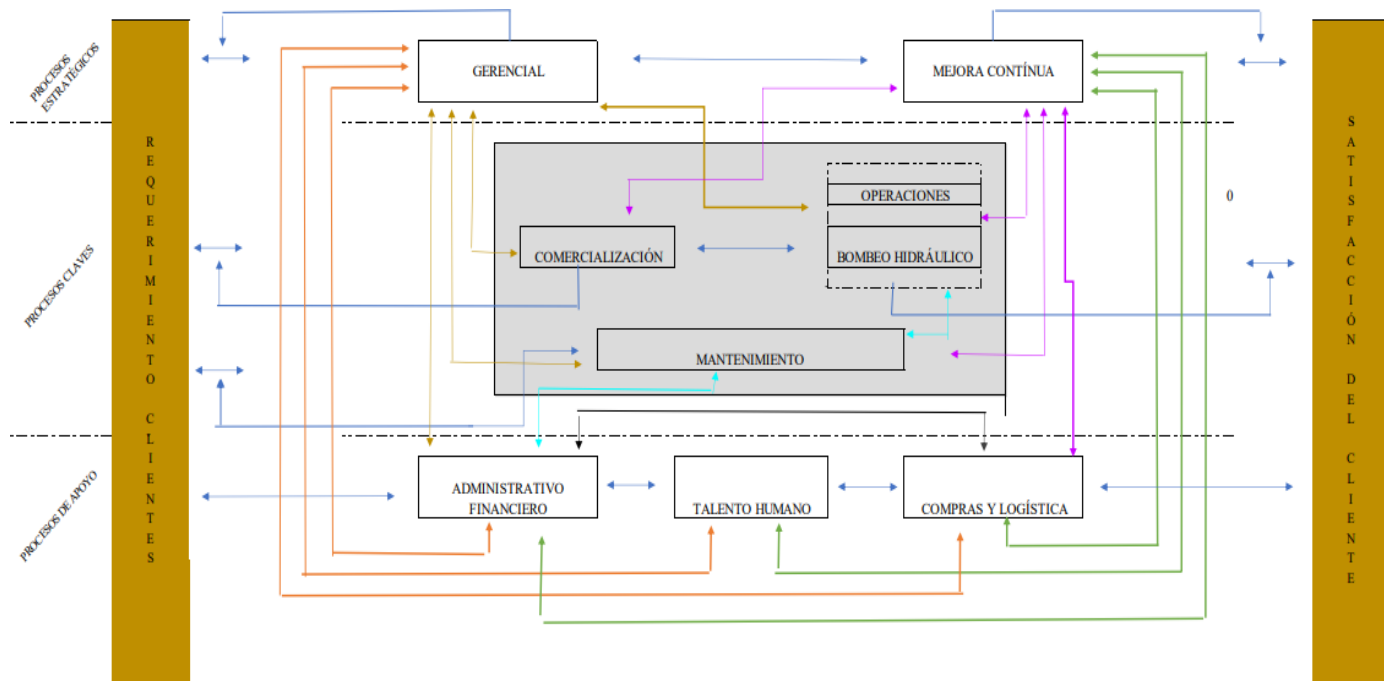 PROCESOS
ESTRATÉGICOS
GERENCIAL
MEJORA CONTÍNUA
REQUERIMIENTO CLIENTES
PROCESOS CLAVES
OPERACIONES
COMERCIALIZACIÓN
BOMBEO HIDRÁULICO
MANTENIMIENTO
0
SATISFACCIÓN DEL CLIENTE
PROCESOS DE APOYO
ADMINISTRATIVO
FINANCIERO
TALENTO HUMANO
COMPRAS Y LOGÍSTICA